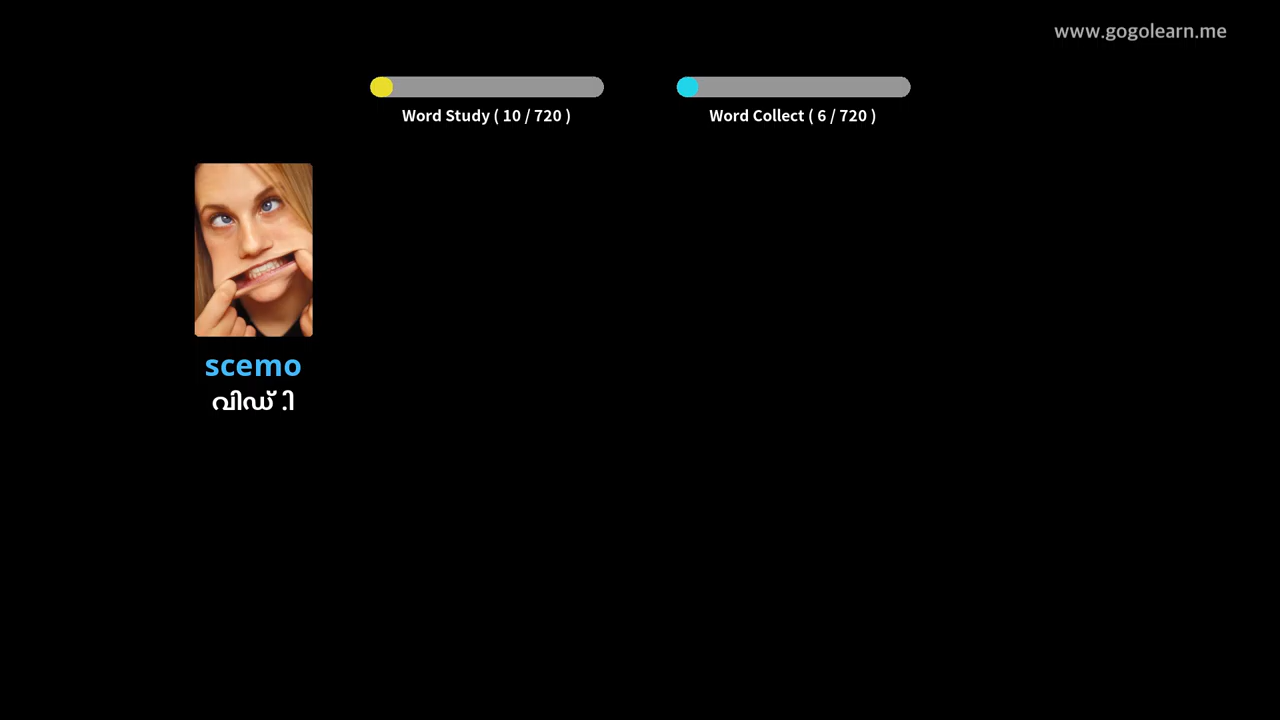 www.gogolearn.me
Word Study ( 10 / 720 )
Word Collect ( 6 / 720 )
scemo
വിഡ് .ി